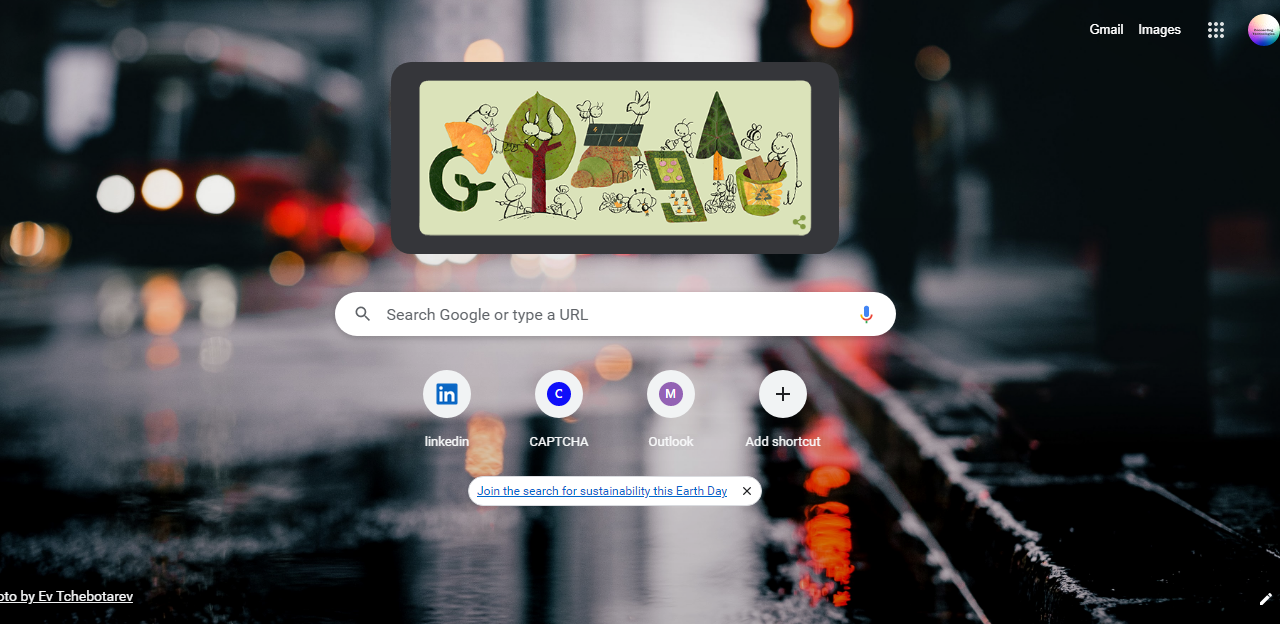 Gmail Images
Search Google or type a URL
in
C
M
linkedin
CAPTCHA
Outlook
Add shortcut
Join the search for sustainability this Earth Day
oto by Ev Tchebotarev